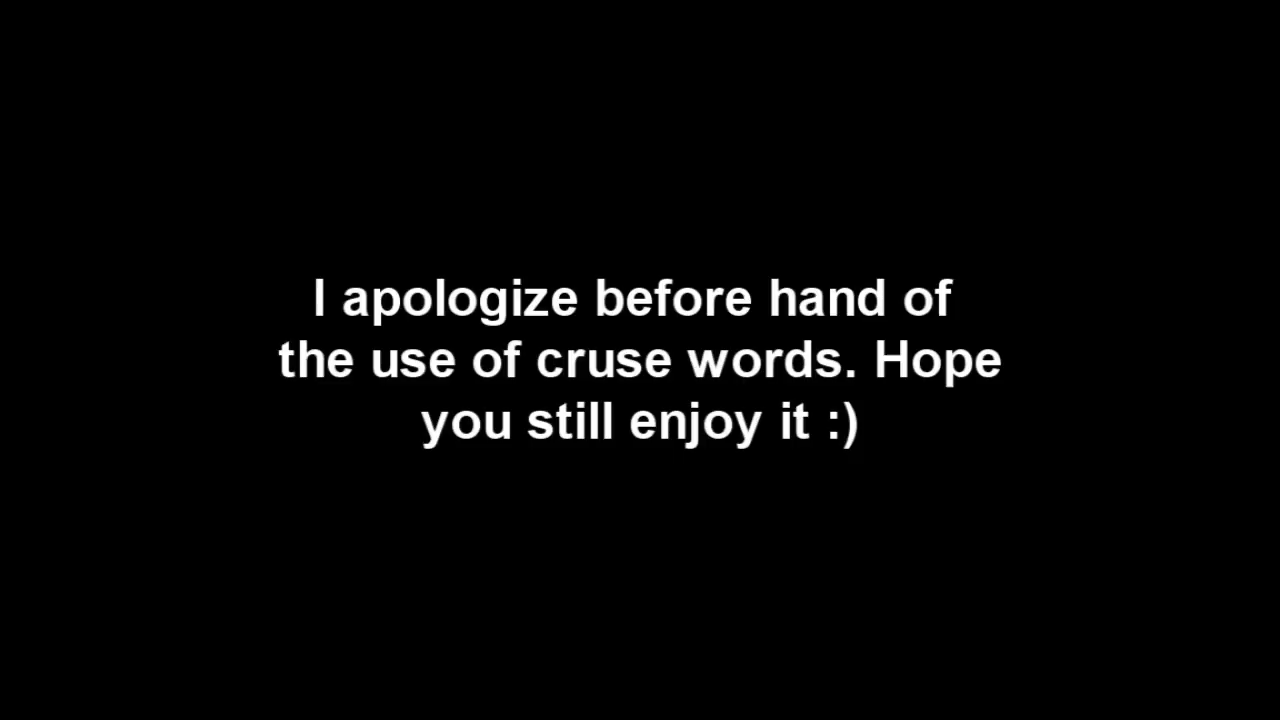 I apologize before hand of
the use of cruse words. Hope
you still enjoy it :)